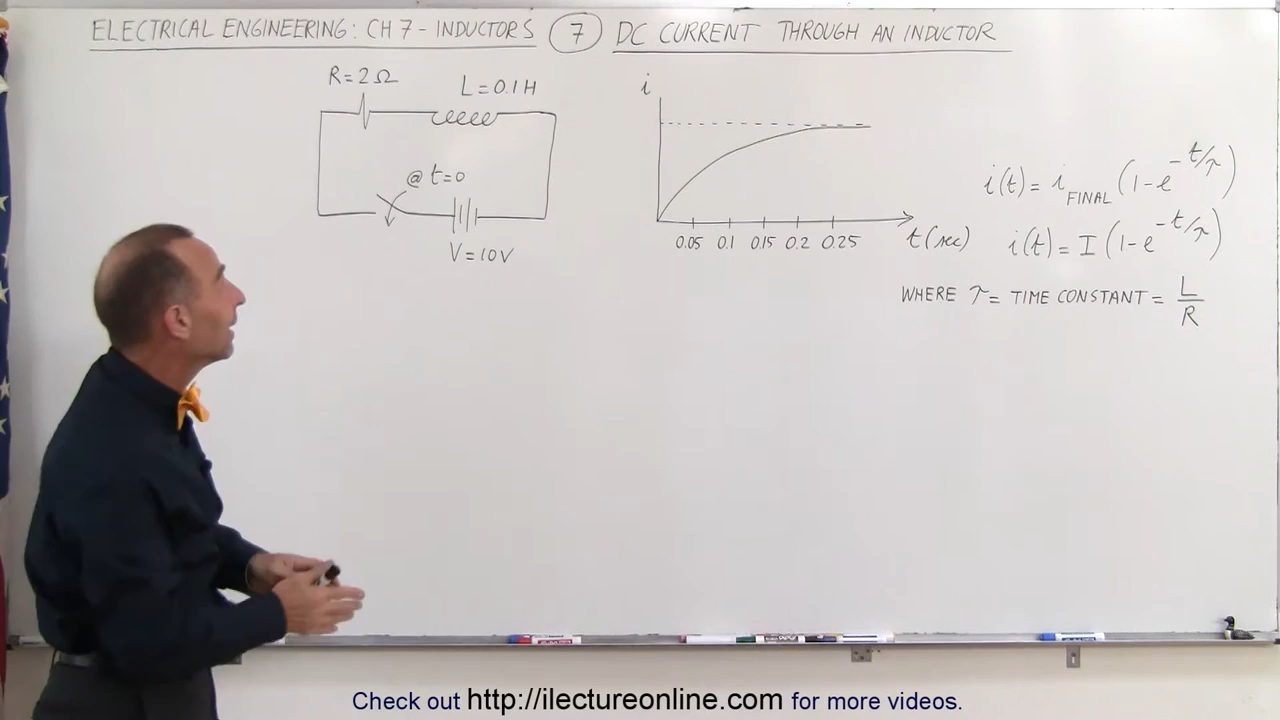 ELECTRICAL ENGINEERING: CH 7 - INDUCTORS 7 DC CURRENT THROUGH AN INDUCTOR
R = 2 Ω
L = 0.1 H
@ t = 0
V = 10V
i
0.05 0.1 0.15 0.2 0.25
t (sec)
i(t) = i FINAL (1 - e^-t/τ)
i(t) = I (1 - e^-t/τ)
WHERE τ = TIME CONSTANT = L/R
Check out http://ilectureonline.com for more videos.